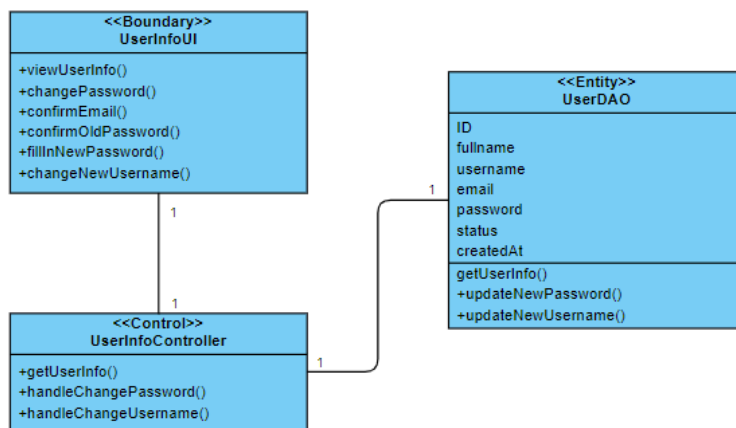 <<Boundary>>
UserInfoUI
+viewUserInfo()
+changePassword()
+confirmEmail()
+confirmOldPassword()
+fillInNewPassword()
+changeNewUsername()
1
1
<<Control>>
UserInfoController
+getUserInfo()
+handleChangePassword()
+handleChangeUsername()
1
1
<<Entity>>
UserDAO
ID
fullname
username
email
password
status
createdAt
getUserInfo()
+updateNewPassword()
+updateNewUsername()